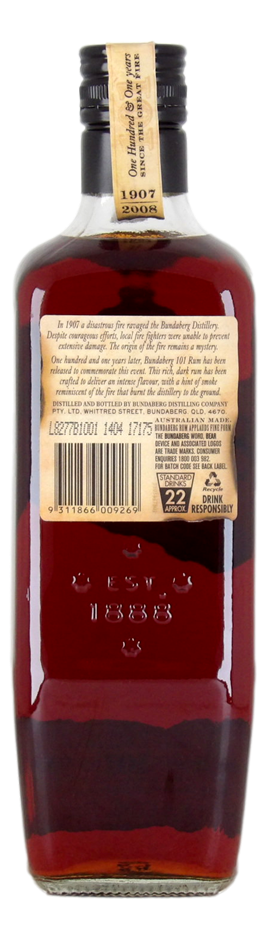 One Hundred & One years
SINCE THE GREAT FIRE
1907
2008
In 1907 a disastrous fire ravaged the Bundaberg Distillery.
Despite courageous efforts, local fire fighters were unable to prevent
extensive damage. The origin of the fire remains a mystery.
One hundred and one years later, Bundaberg 101 Rum has been
released to commemorate this event. This rich, dark rum has been
crafted to deliver an intense flavour, with a hint of smoke
reminiscent of the fire that burnt the distillery to the ground.
DISTILLED AND BOTTLED BY BUNDABERG DISTILLING COMPANY
PTY. LTD, WHITTRED STREET, BUNDABERG. QLD. 4670.
AUSTRALIAN MADE.
L8277B1001 1404 17175
BUNDABERG RUM APPLAUDS FINE FORM.
THE BUNDABERG WORD, BEAR
DEVICE AND ASSOCIATED LOGOS
ARE TRADE MARKS. CONSUMER
ENQUIRIES 1800 003 982.
FOR BATCH CODE SEE BACK LABEL.
STANDARD
DRINKS
22
APPROX.
Recycle
DRINK
RESPONSIBLY
9 311866 009269
EST.
1888